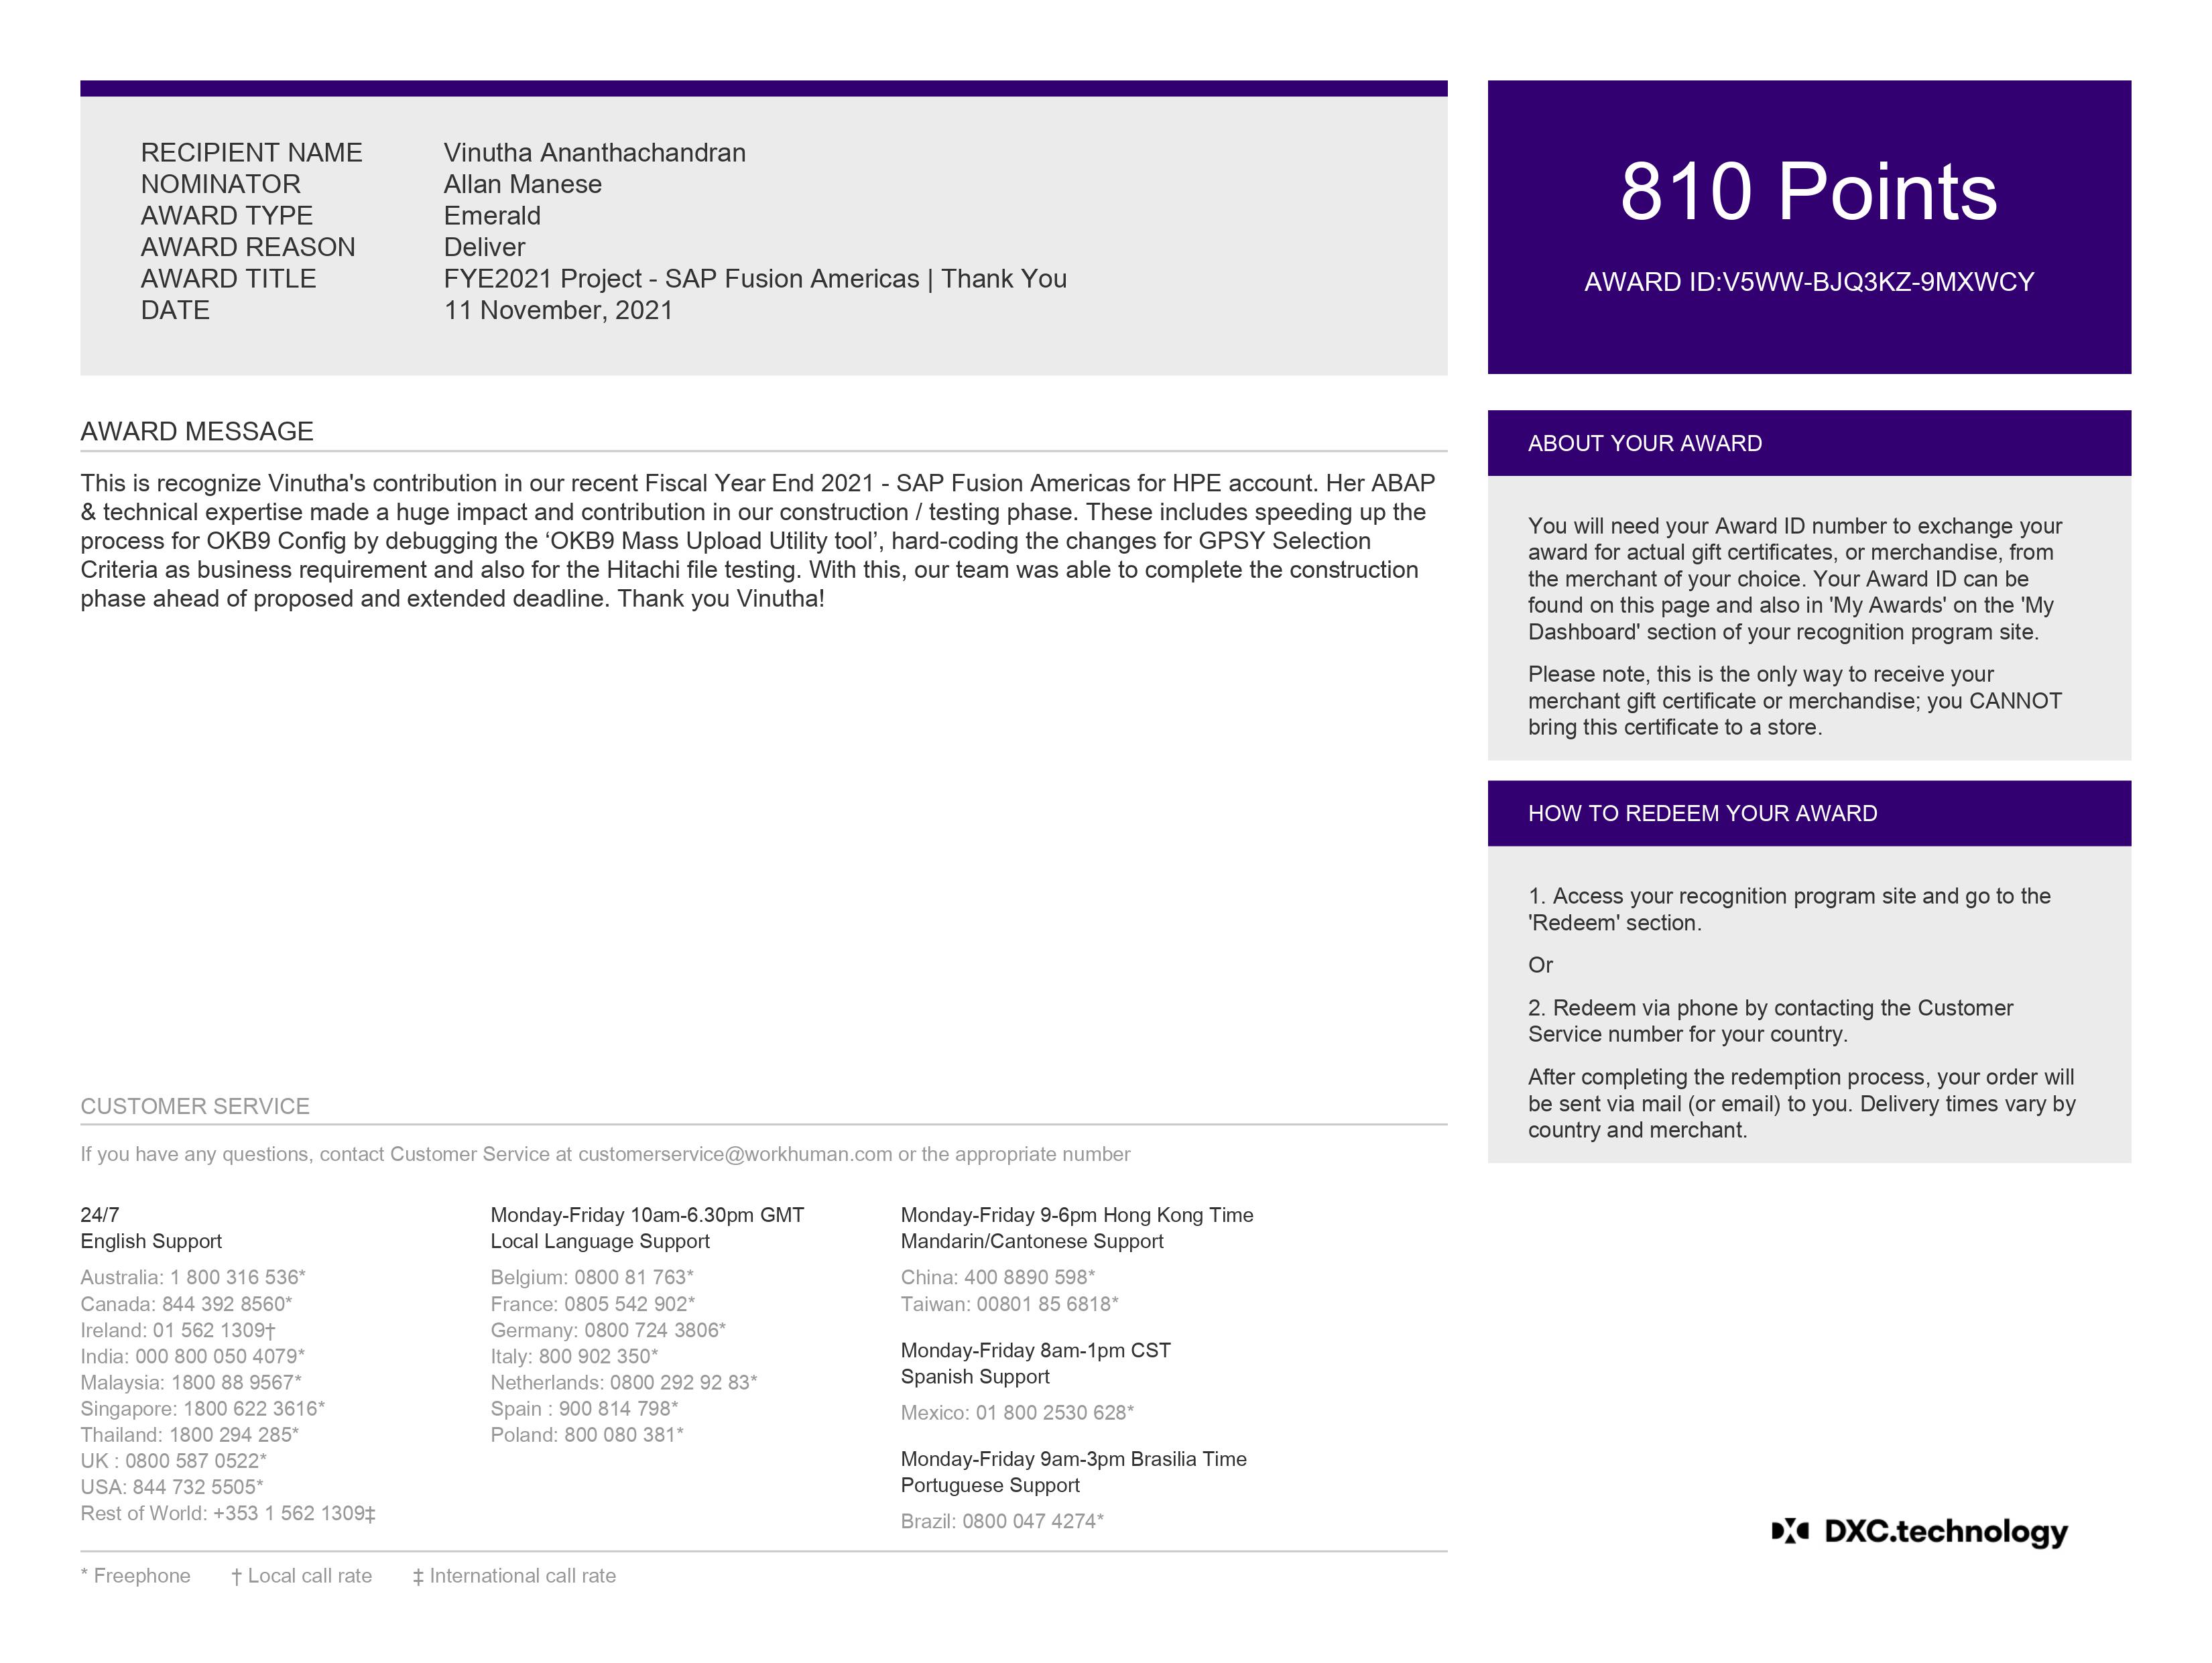 RECIPIENT NAME Vinutha Ananthachandran
NOMINATOR Allan Manese
AWARD TYPE Emerald
AWARD REASON Deliver
AWARD TITLE FYE2021 Project - SAP Fusion Americas | Thank You
DATE 11 November, 2021
810 Points
AWARD ID:V5WW-BJQ3KZ-9MXWCY
AWARD MESSAGE
This is recognize Vinutha's contribution in our recent Fiscal Year End 2021 - SAP Fusion Americas for HPE account. Her ABAP
& technical expertise made a huge impact and contribution in our construction / testing phase. These includes speeding up the
process for OKB9 Config by debugging the ‘OKB9 Mass Upload Utility tool’, hard-coding the changes for GPSY Selection
Criteria as business requirement and also for the Hitachi file testing. With this, our team was able to complete the construction
phase ahead of proposed and extended deadline. Thank you Vinutha!
ABOUT YOUR AWARD
You will need your Award ID number to exchange your
award for actual gift certificates, or merchandise, from
the merchant of your choice. Your Award ID can be
found on this page and also in 'My Awards' on the 'My
Dashboard' section of your recognition program site.
Please note, this is the only way to receive your
merchant gift certificate or merchandise; you CANNOT
bring this certificate to a store.
HOW TO REDEEM YOUR AWARD
1. Access your recognition program site and go to the
'Redeem' section.
Or
2. Redeem via phone by contacting the Customer
Service number for your country.
After completing the redemption process, your order will
be sent via mail (or email) to you. Delivery times vary by
country and merchant.
CUSTOMER SERVICE
If you have any questions, contact Customer Service at customerservice@workhuman.com or the appropriate number
24/7
English Support
Australia: 1 800 316 536*
Canada: 844 392 8560*
Ireland: 01 562 1309†
India: 000 800 050 4079*
Malaysia: 1800 88 9567*
Singapore: 1800 622 3616*
Thailand: 1800 294 285*
UK : 0800 587 0522*
USA: 844 732 5505*
Rest of World: +353 1 562 1309‡
Monday-Friday 10am-6.30pm GMT
Local Language Support
Belgium: 0800 81 763*
France: 0805 542 902*
Germany: 0800 724 3806*
Italy: 800 902 350*
Netherlands: 0800 292 92 83*
Spain : 900 814 798*
Poland: 800 080 381*
Monday-Friday 9-6pm Hong Kong Time
Mandarin/Cantonese Support
China: 400 8890 598*
Taiwan: 00801 85 6818*
Monday-Friday 8am-1pm CST
Spanish Support
Mexico: 01 800 2530 628*
Monday-Friday 9am-3pm Brasilia Time
Portuguese Support
Brazil: 0800 047 4274*
* Freephone † Local call rate ‡ International call rate
DXC.technology